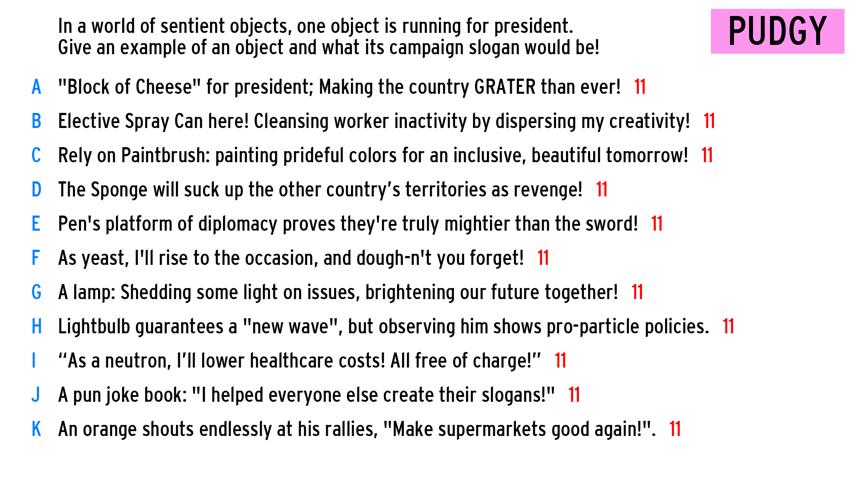 In a world of sentient objects, one object is running for president.
Give an example of an object and what its campaign slogan would be!
PUDGY
A "Block of Cheese" for president; Making the country GRATER than ever! 11
B Elective Spray Can here! Cleansing worker inactivity by dispersing my creativity! 11
C Rely on Paintbrush: painting prideful colors for an inclusive, beautiful tomorrow! 11
D The Sponge will suck up the other country’s territories as revenge! 11
E Pen's platform of diplomacy proves they're truly mightier than the sword! 11
F As yeast, I'll rise to the occasion, and dough-n't you forget! 11
G A lamp: Shedding some light on issues, brightening our future together! 11
H Lightbulb guarantees a "new wave", but observing him shows pro-particle policies. 11
I “As a neutron, I’ll lower healthcare costs! All free of charge!” 11
J A pun joke book: "I helped everyone else create their slogans!" 11
K An orange shouts endlessly at his rallies, "Make supermarkets good again!". 11